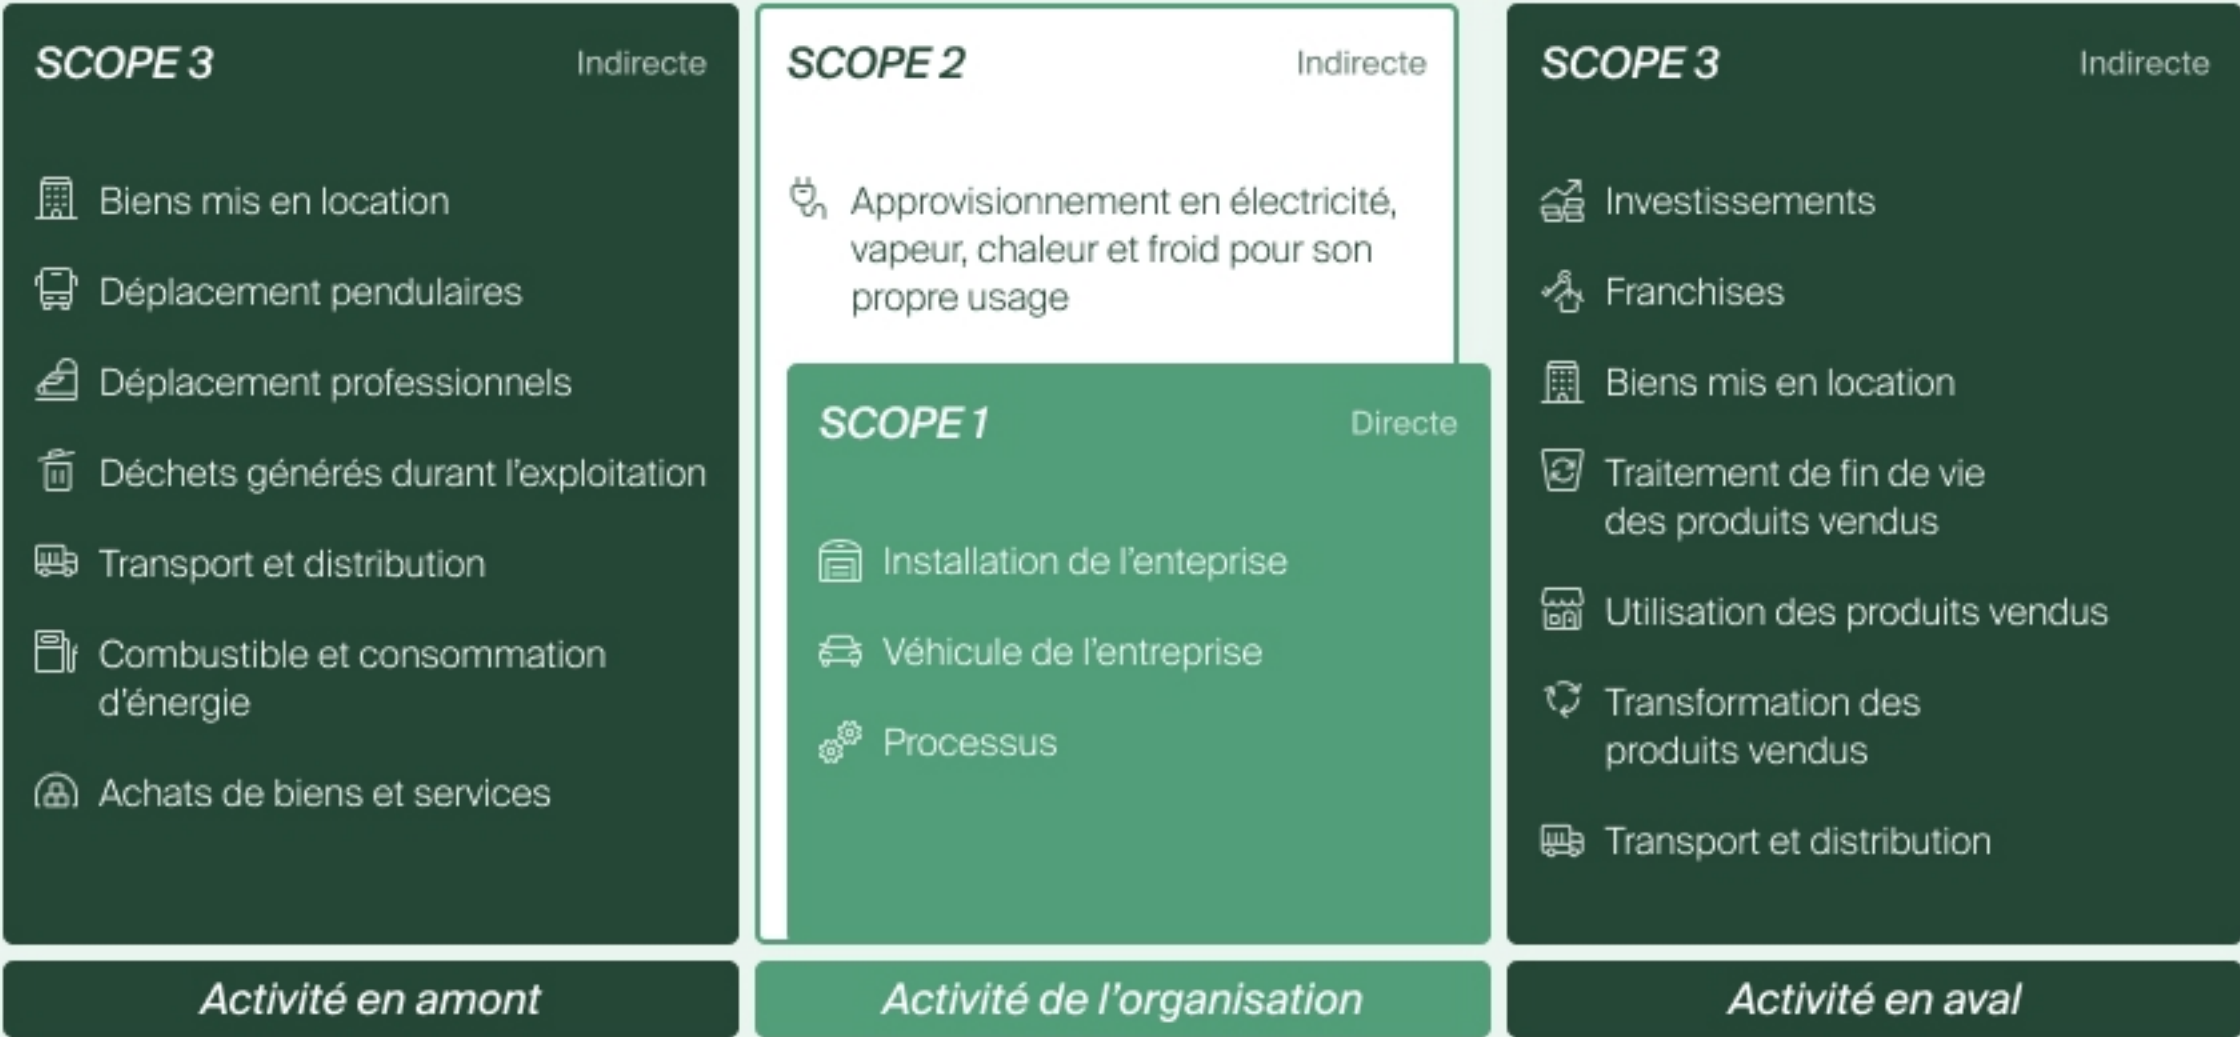 SCOPE 3
Indirecte
Biens mis en location
Déplacement pendulaires
Déplacement professionnels
Déchets générés durant l'exploitation
Transport et distribution
Combustible et consommation
d'énergie
Achats de biens et services
Activité en amont
SCOPE 2
Indirecte
Approvisionnement en électricité,
vapeur, chaleur et froid pour son
propre usage
SCOPE 1
Directe
Installation de l'enteprise
Véhicule de l'entreprise
Processus
Activité de l'organisation
SCOPE 3
Indirecte
Investissements
Franchises
Biens mis en location
Traitement de fin de vie
des produits vendus
Utilisation des produits vendus
Transformation des
produits vendus
Transport et distribution
Activité en aval